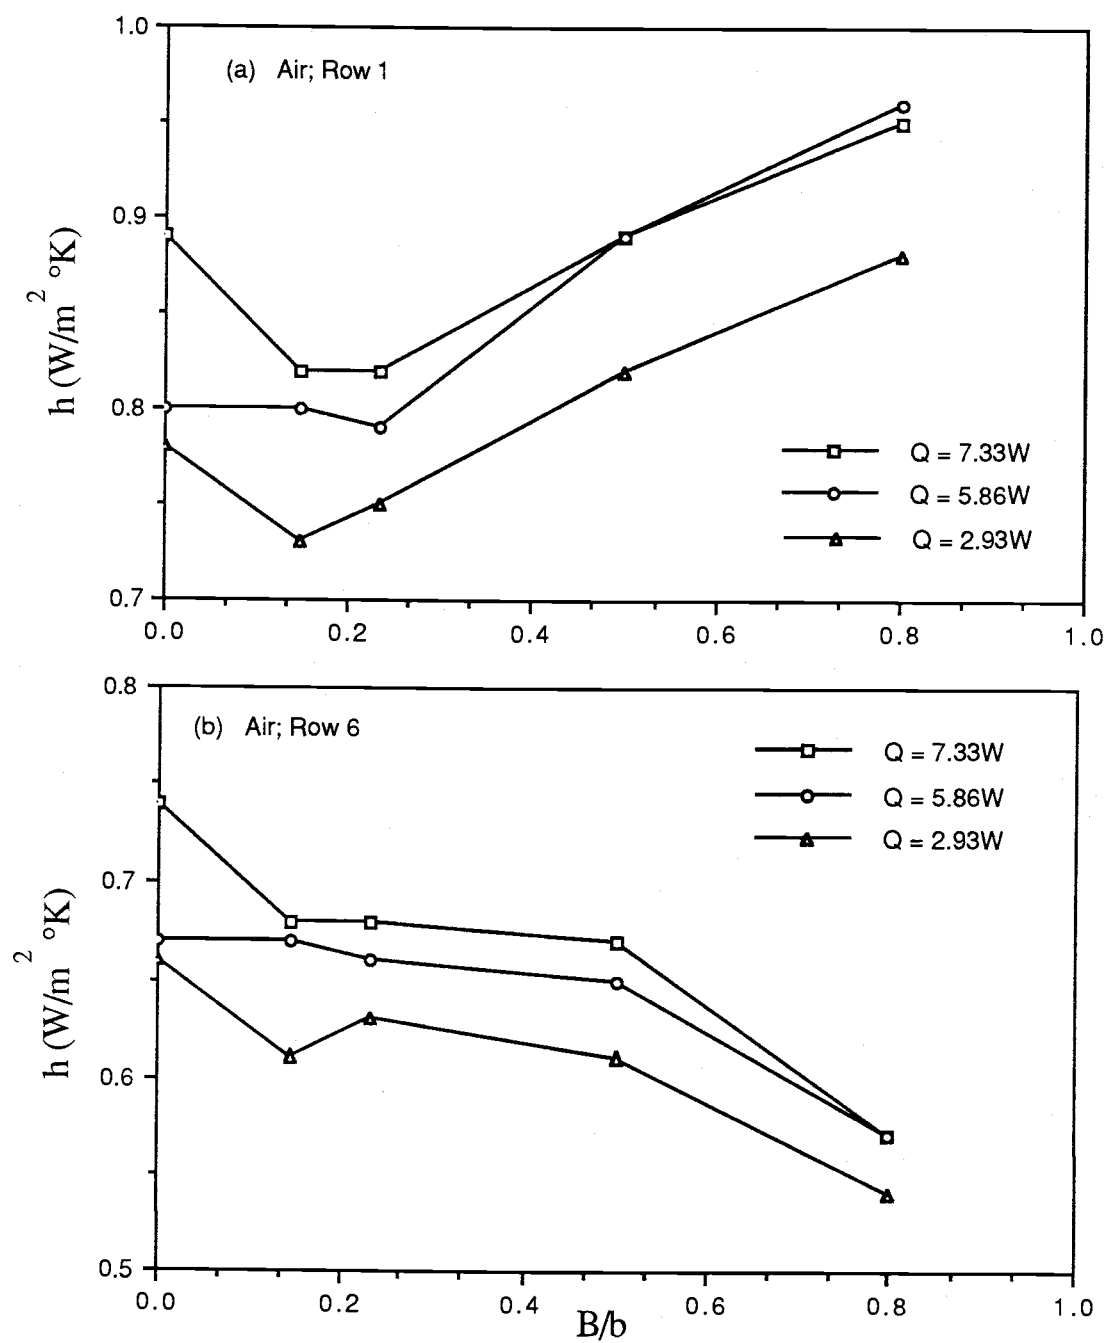 1.0
(a) Air; Row 1
0.9
h (W/m² °K)
0.8
Q = 7.33W
Q = 5.86W
Q = 2.93W
0.7
0.0 0.2 0.4 0.6 0.8 1.0
0.8
(b) Air; Row 6
Q = 7.33W
Q = 5.86W
Q = 2.93W
0.7
h (W/m² °K)
0.6
0.5
0.0 0.2 0.4 0.6 0.8 1.0
B/b